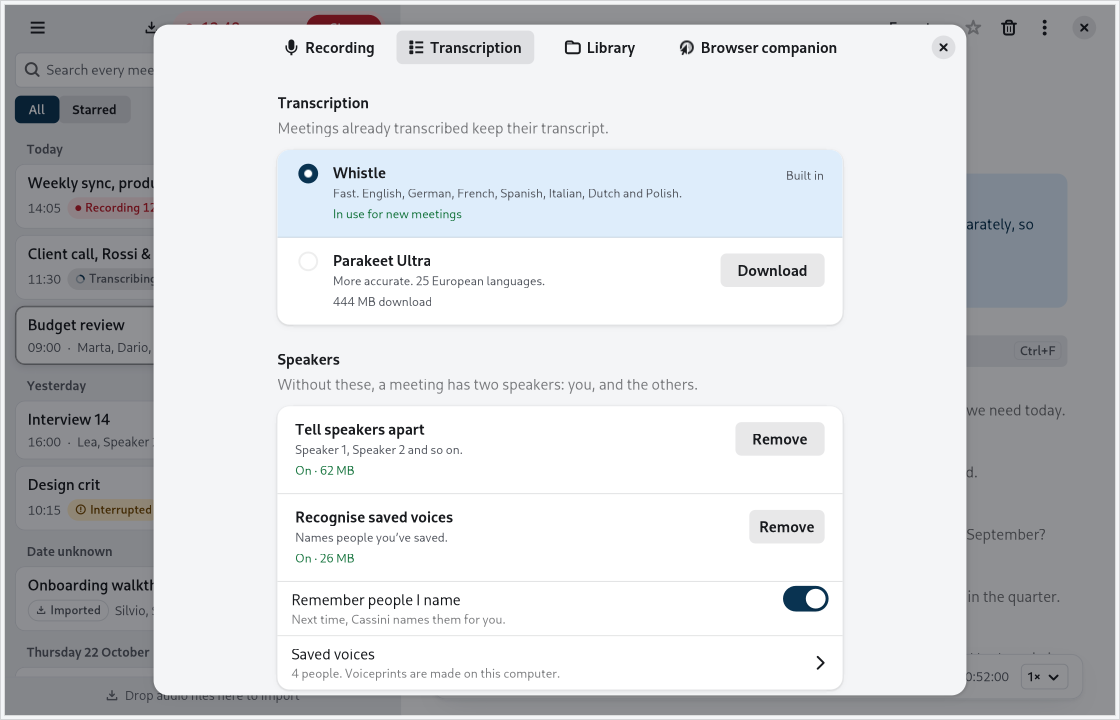 Recording
Transcription
Library
Browser companion
Search every mee
All
Starred
Today
Weekly sync, produ
14:05
Recording 12
Client call, Rossi &
11:30
Transcribing
Budget review
09:00 · Marta, Dario,
Yesterday
Interview 14
16:00 · Lea, Speaker
Design crit
10:15
Interrupted
Date unknown
Onboarding walkth
Imported
Silvio,
Thursday 22 October
Drop audio files here to import
Transcription
Meetings already transcribed keep their transcript.
Whistle
Built in
Fast. English, German, French, Spanish, Italian, Dutch and Polish.
In use for new meetings
Parakeet Ultra
Download
More accurate. 25 European languages.
444 MB download
Speakers
Without these, a meeting has two speakers: you, and the others.
Tell speakers apart
Remove
Speaker 1, Speaker 2 and so on.
On · 62 MB
Recognise saved voices
Remove
Names people you’ve saved.
On · 26 MB
Remember people I name
Next time, Cassini names them for you.
Saved voices
4 people. Voiceprints are made on this computer.
arately, so
Ctrl+F
we need today.
d.
September?
in the quarter.
0:52:00
1×